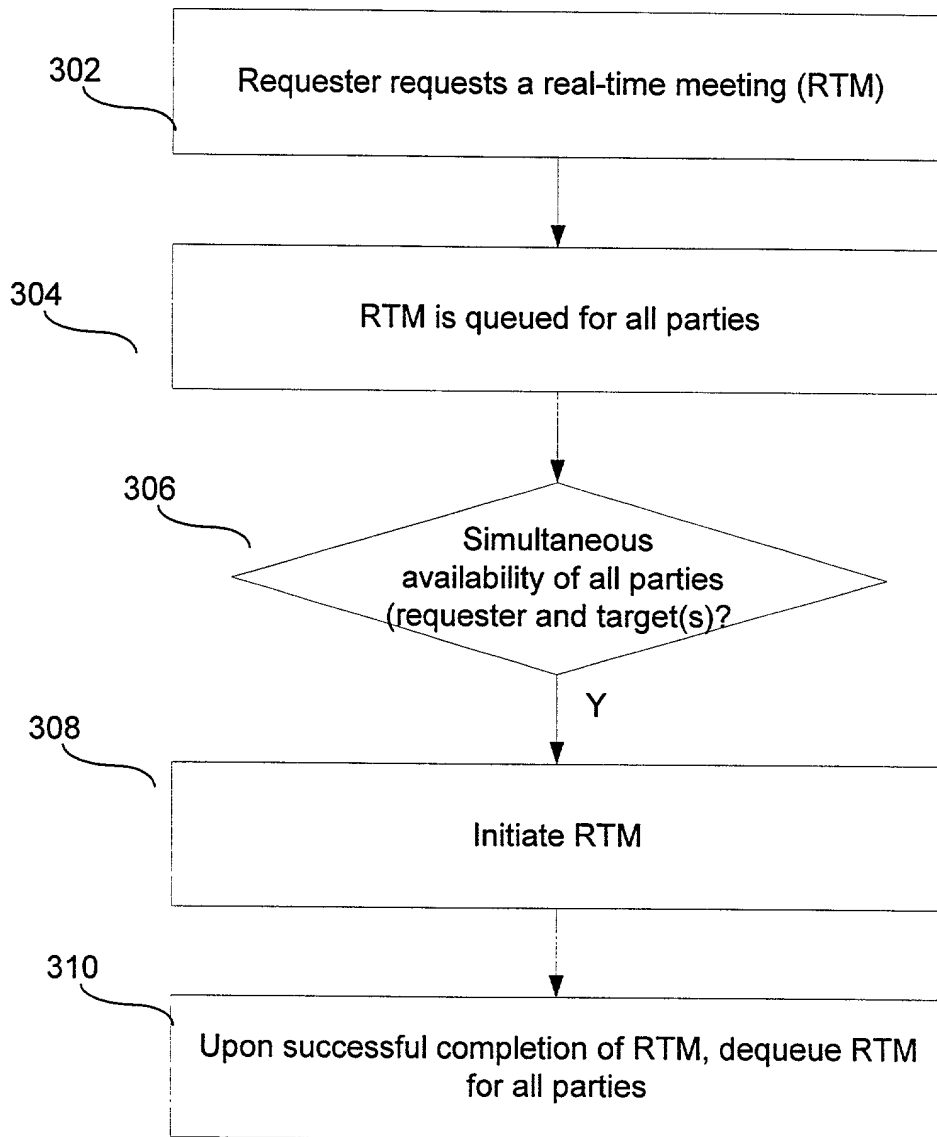 302
Requester requests a real-time meeting (RTM)
304
RTM is queued for all parties
306
Simultaneous
availability of all parties
(requester and target(s)?
Y
308
Initiate RTM
310
Upon successful completion of RTM, dequeue RTM
for all parties